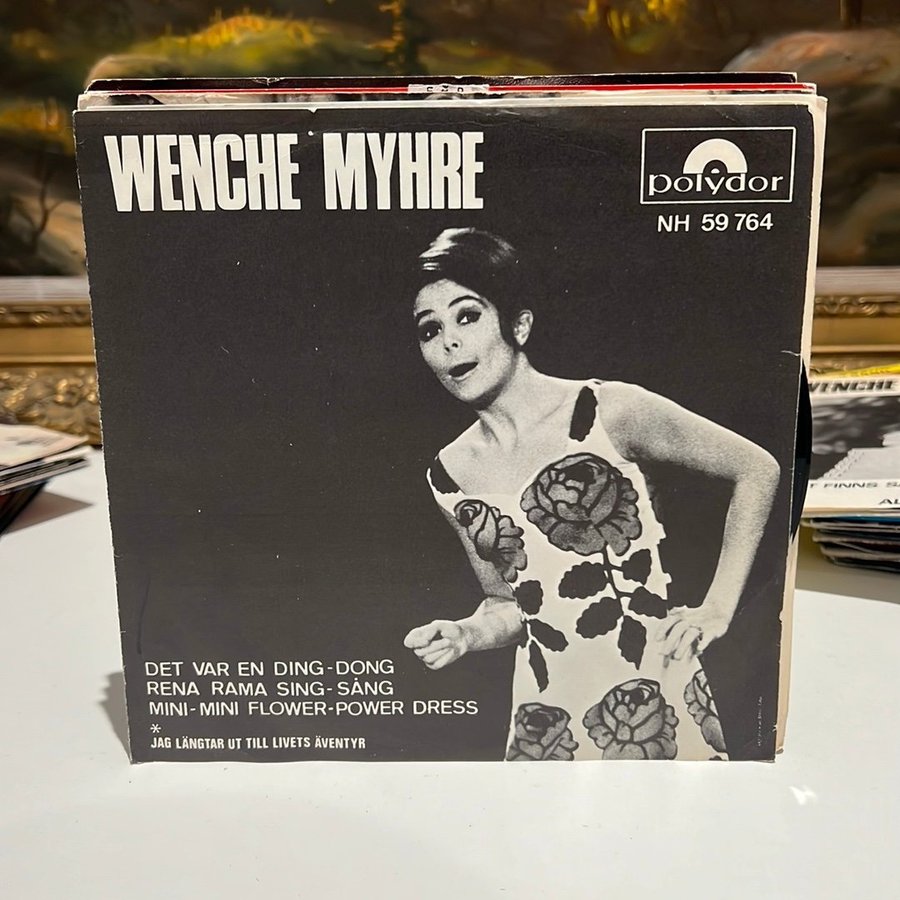 WENCHE MYHRE
polydor
NH 59 764
DET VAR EN DING-DONG
RENA RAMA SING-SÅNG
MINI-MINI FLOWER-POWER DRESS
*
JAG LÄNGTAR UT TILL LIVETS ÄVENTYR
WENCHE
FINNS